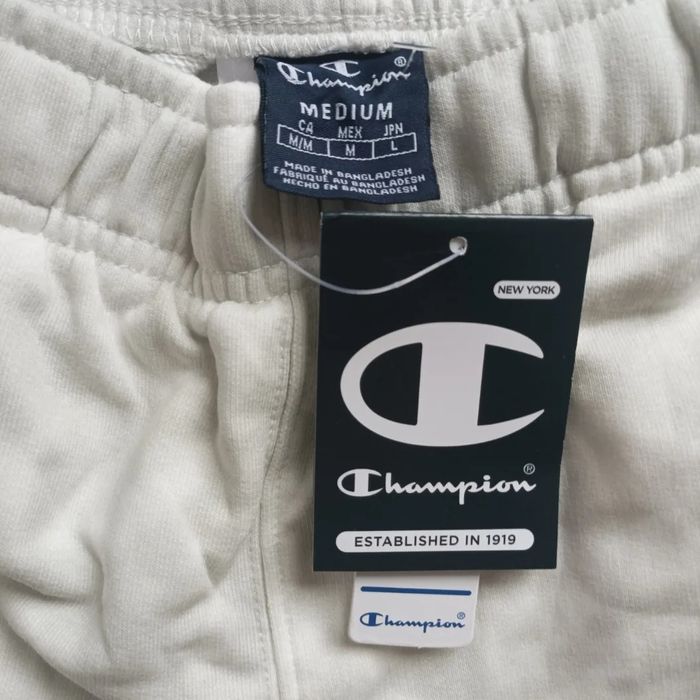 Champion®
MEDIUM
CA MEX JPN
M/M M L
MADE IN BANGLADESH
FABRIQUÉ AU BANGLADESH
HECHO EN BANGLADESH
NEW YORK
Champion®
ESTABLISHED IN 1919
Champion®